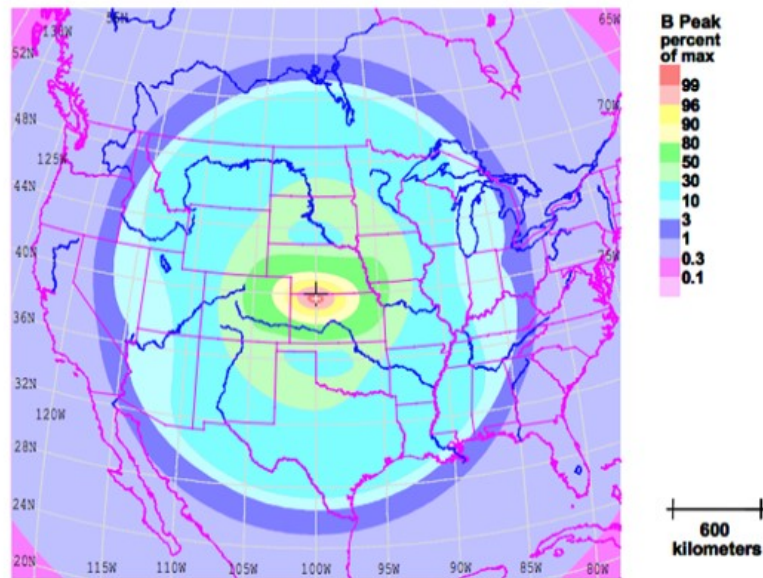 130W
95W
65W
52N
70W
48N
125W
44N
40N
75W
36N
32N
120W
28N
24N
20N
115W
110W
105W
100W
95W
90W
85W
80W
B Peak
percent
of max
99
96
90
80
50
30
10
3
1
0.3
0.1
600
kilometers